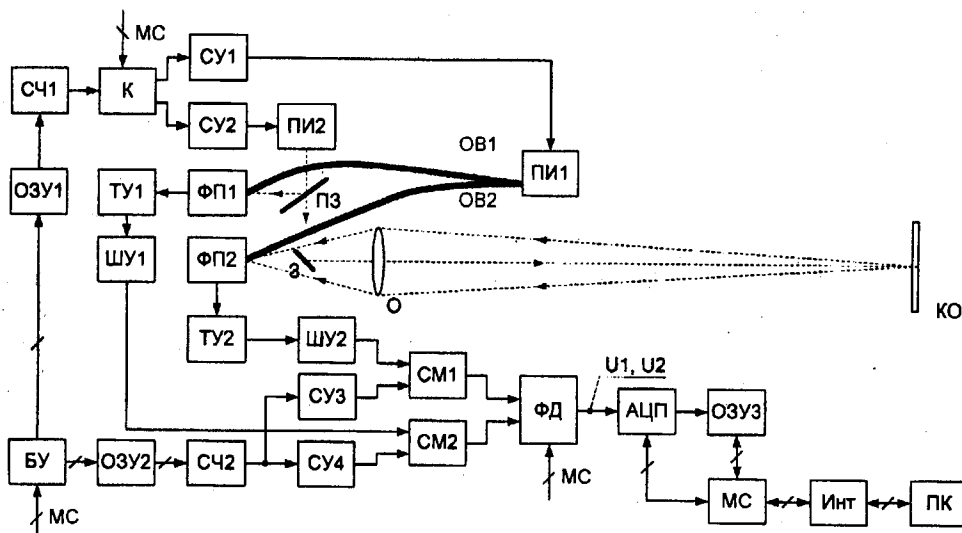 МС
СУ1
СЧ1
К
СУ2
ПИ2
ОВ1
ПИ1
ОЗУ1
ТУ1
ФП1
ПЗ
ОВ2
ШУ1
ФП2
З
О
КО
ТУ2
ШУ2
СМ1
U1, U2
СУ3
ФД
АЦП
ОЗУ3
СМ2
БУ
ОЗУ2
СЧ2
СУ4
МС
МС
МС
Инт
ПК